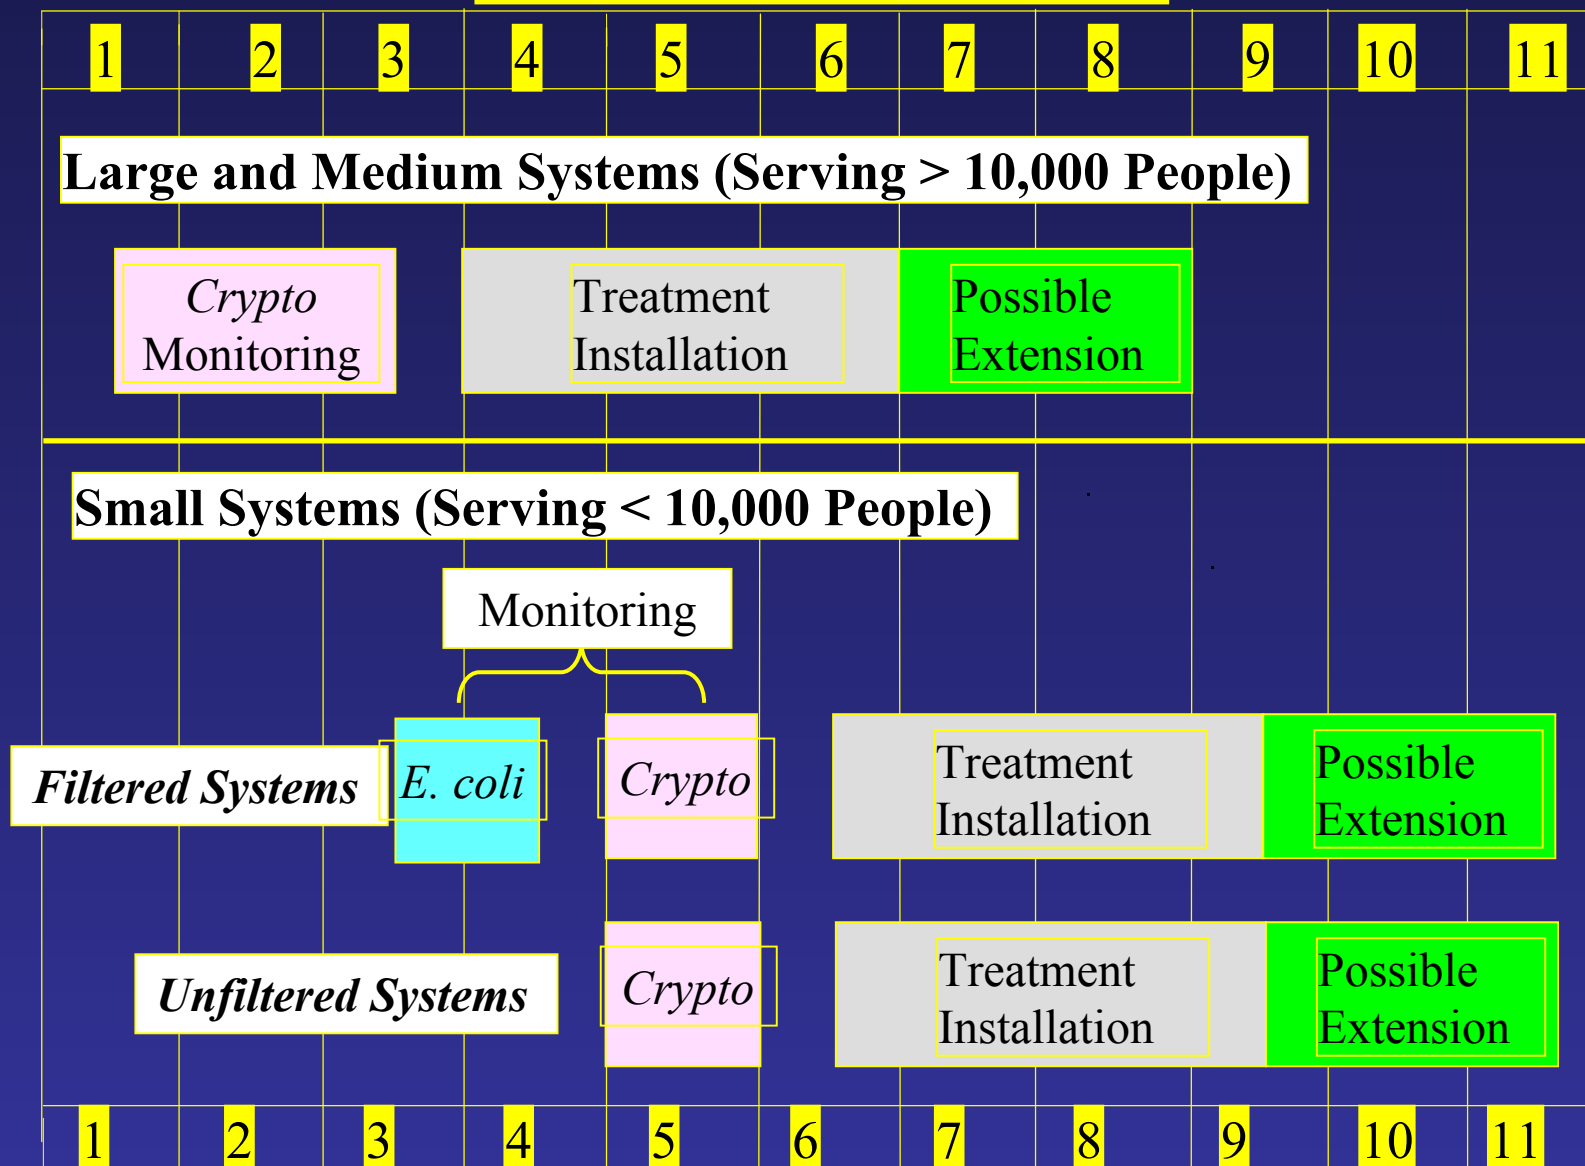 1 2 3 4 5 6 7 8 9 10 11
Large and Medium Systems (Serving > 10,000 People)
Crypto
Monitoring
Treatment
Installation
Possible
Extension
Small Systems (Serving < 10,000 People)
Monitoring
Filtered Systems
E. coli
Crypto
Treatment
Installation
Possible
Extension
Unfiltered Systems
Crypto
Treatment
Installation
Possible
Extension
1 2 3 4 5 6 7 8 9 10 11